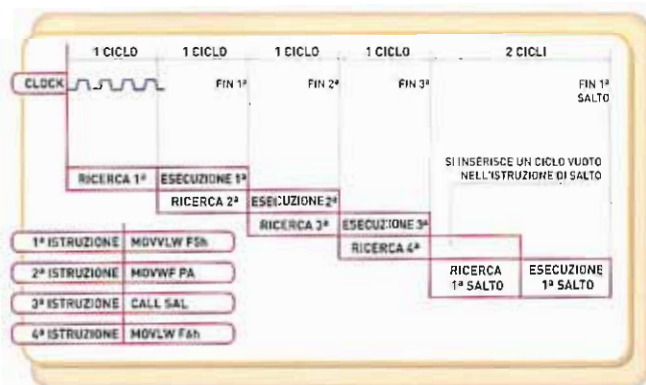 1 CICLO 1 CICLO 1 CICLO 1 CICLO 2 CICLI
CLOCK FIN 1ª FIN 2ª FIN 3ª FIN 1ª
SALTO
SI INSERISCE UN CICLO VUOTO
NELL'ISTRUZIONE DI SALTO
RICERCA 1ª ESECUZIONE 1ª
RICERCA 2ª ESECUZIONE 2ª
RICERCA 3ª ESECUZIONE 3ª
RICERCA 4ª
RICERCA
1ª SALTO
ESECUZIONE
1ª SALTO
1ª ISTRUZIONE MOVVLW F5h
2ª ISTRUZIONE MOVWF PA
3ª ISTRUZIONE CALL SAL
4ª ISTRUZIONE MOVLW FAh